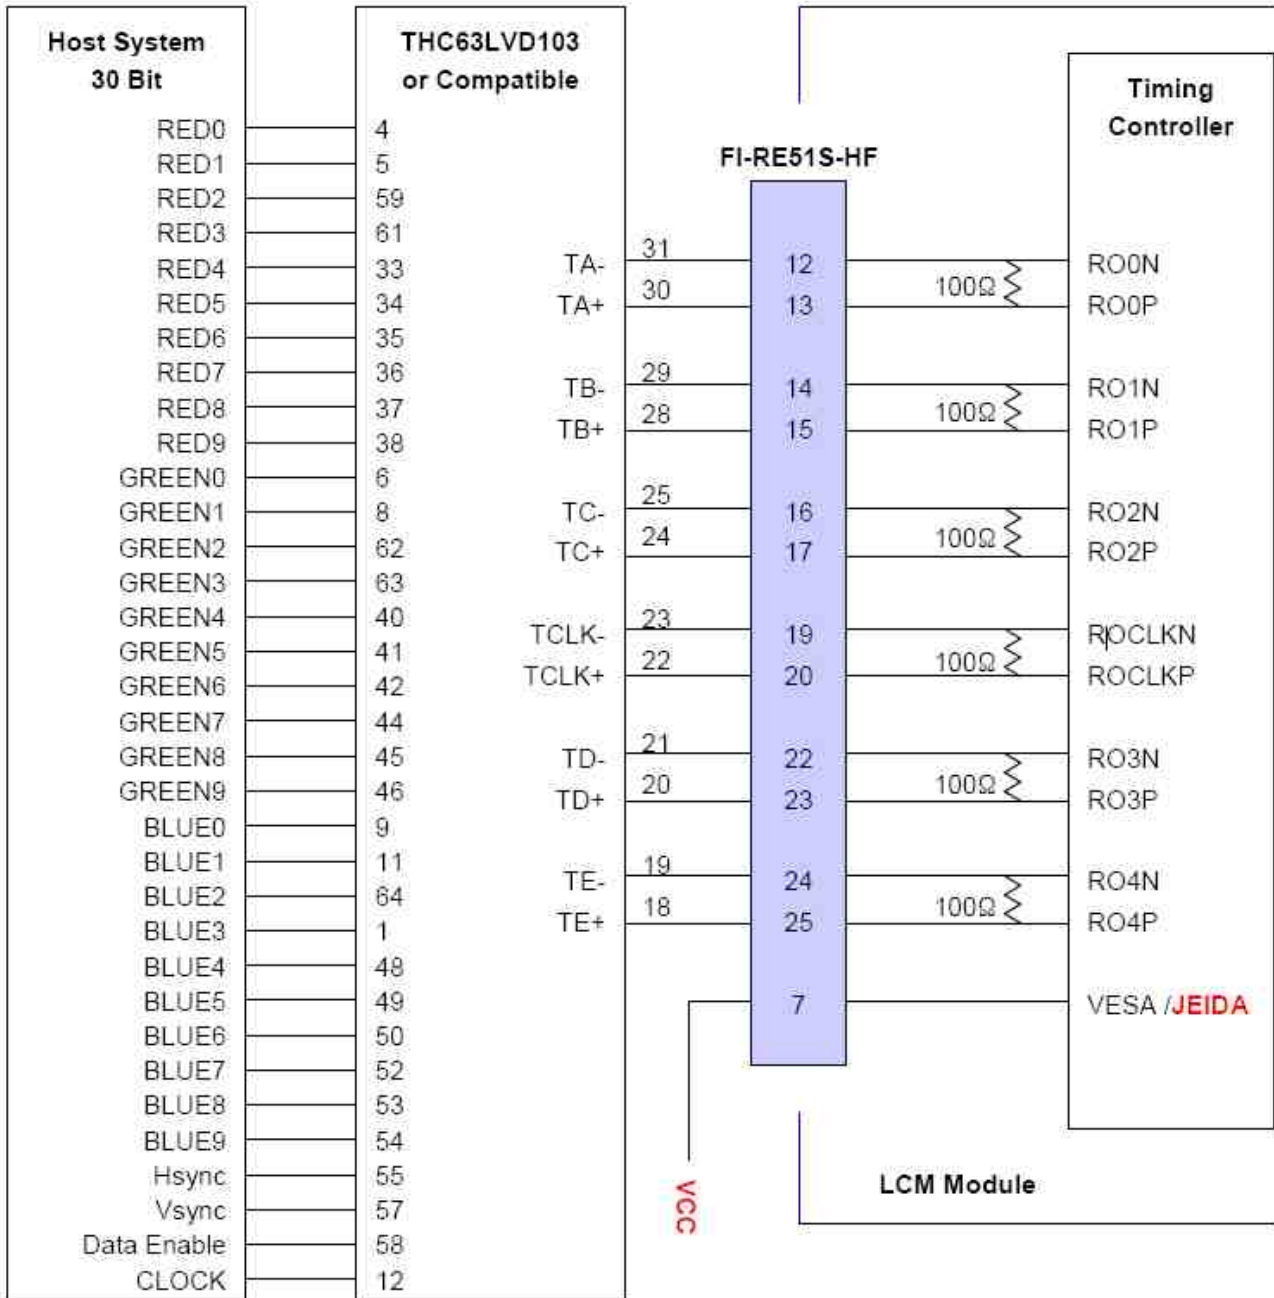 Host System
30 Bit
RED0
RED1
RED2
RED3
RED4
RED5
RED6
RED7
RED8
RED9
GREEN0
GREEN1
GREEN2
GREEN3
GREEN4
GREEN5
GREEN6
GREEN7
GREEN8
GREEN9
BLUE0
BLUE1
BLUE2
BLUE3
BLUE4
BLUE5
BLUE6
BLUE7
BLUE8
BLUE9
Hsync
Vsync
Data Enable
CLOCK
THC63LVD103
or Compatible
4
5
59
61
33
34
35
36
37
38
6
8
62
63
40
41
42
44
45
46
9
11
64
1
48
49
50
52
53
54
55
57
58
12
TA- 31
TA+ 30
TB- 29
TB+ 28
TC- 25
TC+ 24
TCLK- 23
TCLK+ 22
TD- 21
TD+ 20
TE- 19
TE+ 18
VCC
FI-RE51S-HF
12
13
14
15
16
17
19
20
22
23
24
25
7
100Ω
100Ω
100Ω
100Ω
100Ω
100Ω
Timing
Controller
RO0N
RO0P
RO1N
RO1P
RO2N
RO2P
ROCLKN
ROCLKP
RO3N
RO3P
RO4N
RO4P
VESA /JEIDA
LCM Module